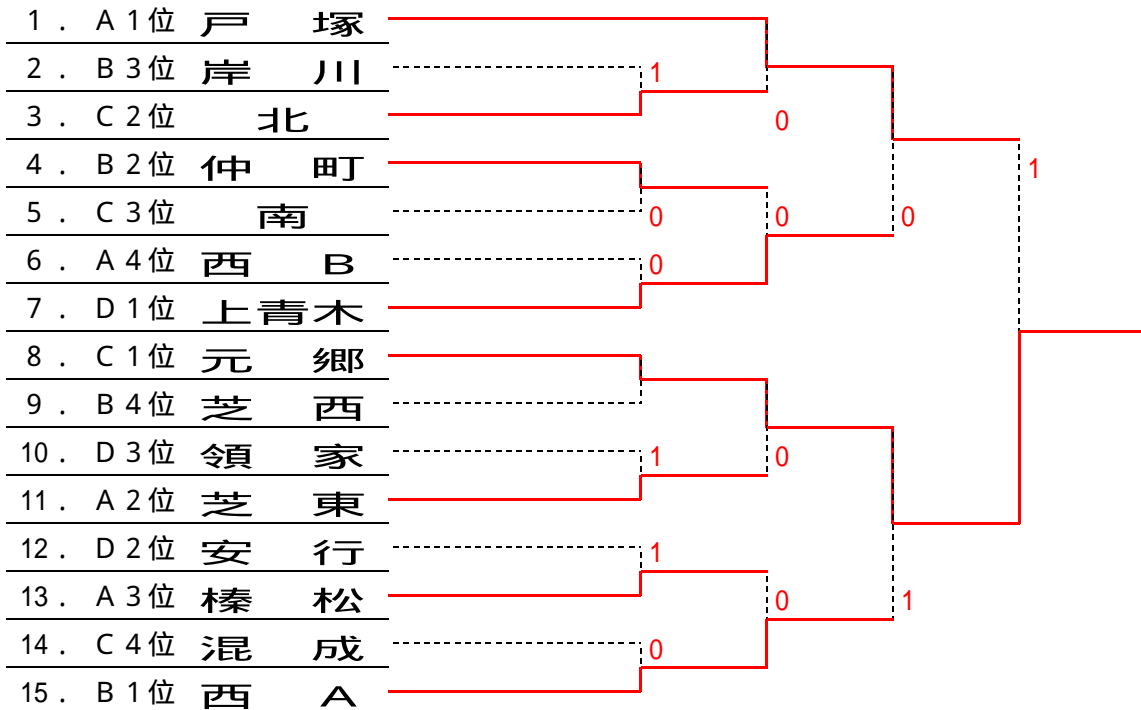 1． A1位 戸塚
2． B3位 岸川
1
3． C2位 北
0
4． B2位 仲町
1
5． C3位 南
0 0 0
6． A4位 西B
0
7． D1位 上青木
8． C1位 元郷
9． B4位 芝西
10． D3位 領家
1 0
11． A2位 芝東
12． D2位 安行
1
13． A3位 榛松
0 1
14． C4位 混成
0
15． B1位 西A